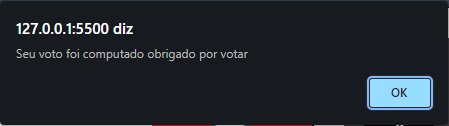 127.0.0.1:5500 diz
Seu voto foi computado obrigado por votar
OK